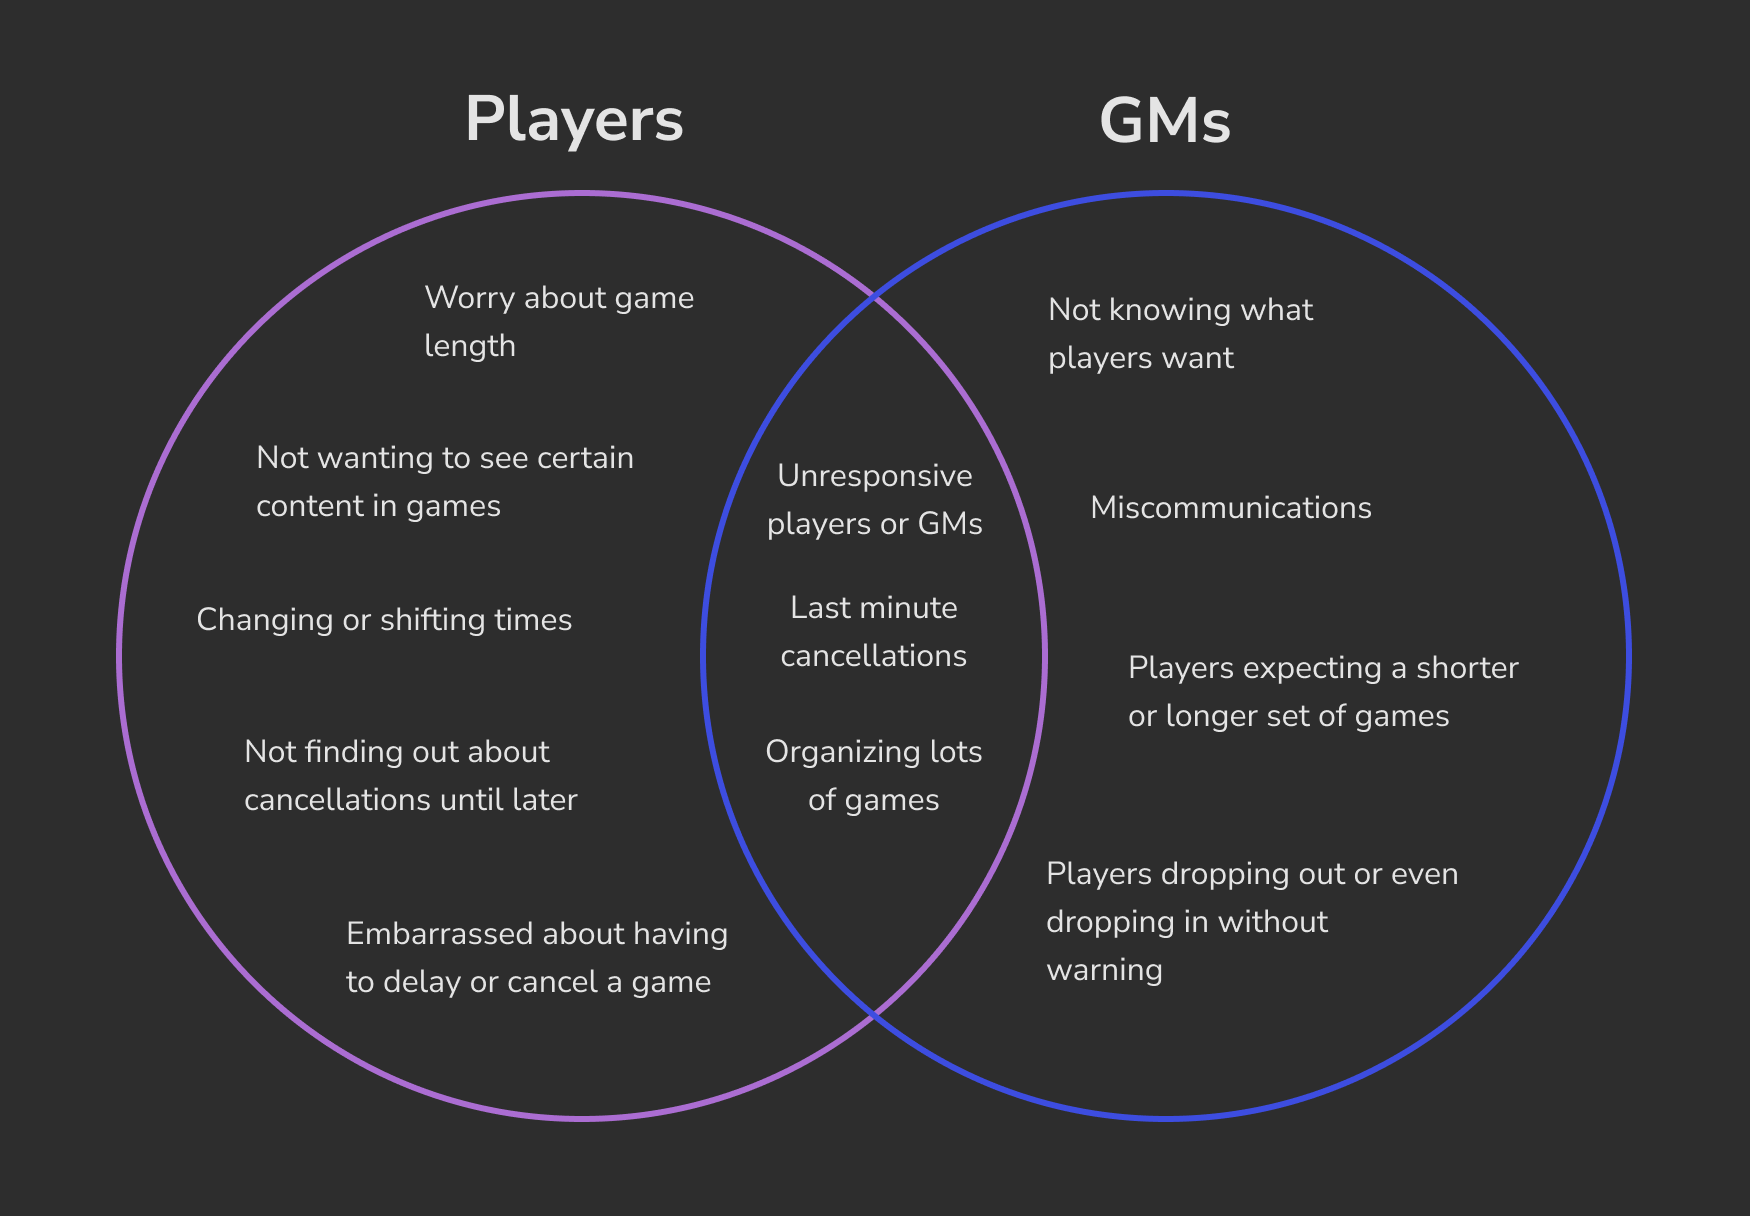 Players
GMs
Worry about game
length
Not wanting to see certain
content in games
Changing or shifting times
Not finding out about
cancellations until later
Embarrassed about having
to delay or cancel a game
Unresponsive
players or GMs
Last minute
cancellations
Organizing lots
of games
Not knowing what
players want
Miscommunications
Players expecting a shorter
or longer set of games
Players dropping out or even
dropping in without
warning